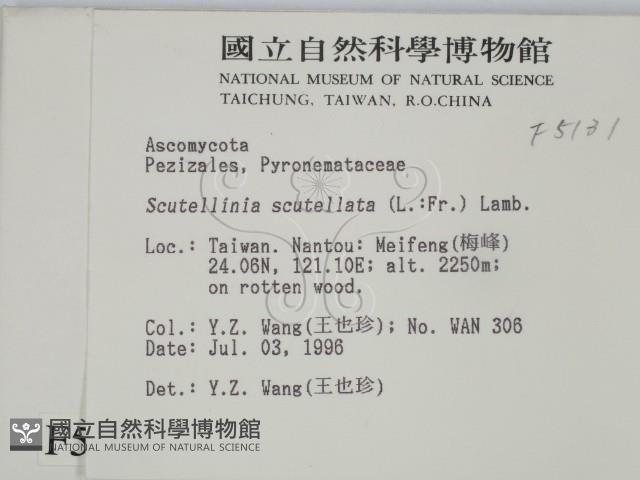 國立自然科學博物館
NATIONAL MUSEUM OF NATURAL SCIENCE
TAICHUNG, TAIWAN, R.O.CHINA
F5131
Ascomycota
Pezizales, Pyronemataceae
Scutellinia scutellata (L.:Fr.) Lamb.
Loc.: Taiwan. Nantou: Meifeng(梅峰)
24.06N, 121.10E; alt. 2250m;
on rotten wood.
Col.: Y.Z. Wang(王也珍); No. WAN 306
Date: Jul. 03, 1996
Det.: Y.Z. Wang(王也珍)
F5
國立自然科學博物館
NATIONAL MUSEUM OF NATURAL SCIENCE